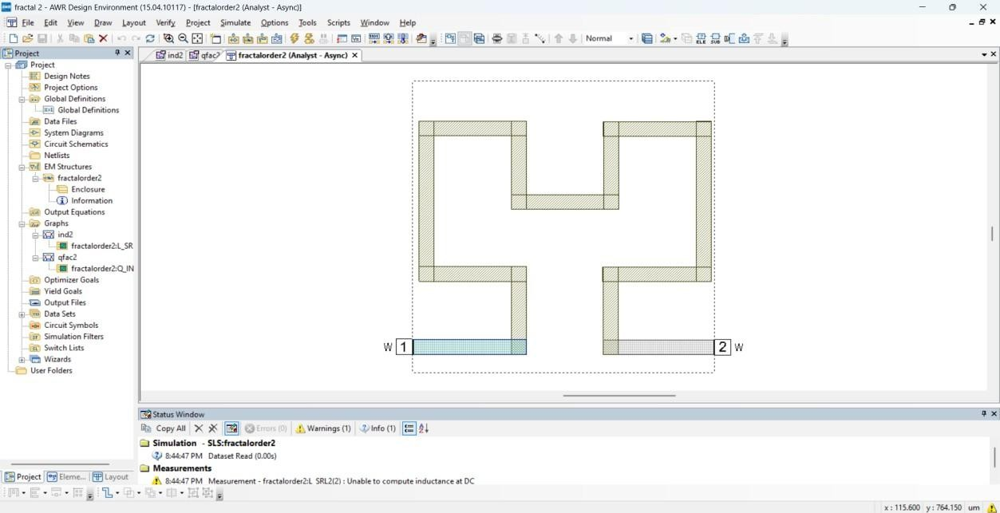 fractal 2 - AWR Design Environment (15.04.10117) - [fractalorder2 (Analyst - Async)]
File Edit View Draw Layout Verify Project Simulate Options Tools Scripts Window Help
Normal
ELE SUB
Project
ind2 qfac2 fractalorder2 (Analyst - Async)
Project
Design Notes
Project Options
Global Definitions
Global Definitions
Data Files
System Diagrams
Circuit Schematics
Netlists
EM Structures
fractalorder2
Enclosure
Information
Output Equations
Graphs
ind2
fractalorder2:L_SR
qfac2
fractalorder2:Q_IN
Optimizer Goals
Yield Goals
Output Files
Data Sets
Circuit Symbols
Simulation Filters
Switch Lists
Wizards
User Folders
W 1
2 W
Status Window
Copy All Errors (0) Warnings (1) Info (1)
Simulation - SLS:fractalorder2
8:44:47 PM Dataset Read (0.00s)
Measurements
8:44:47 PM Measurement - fractalorder2:L_SRL2(2) : Unable to compute inductance at DC
Project Eleme... Layout
x : 115.600 y : 764.150 um